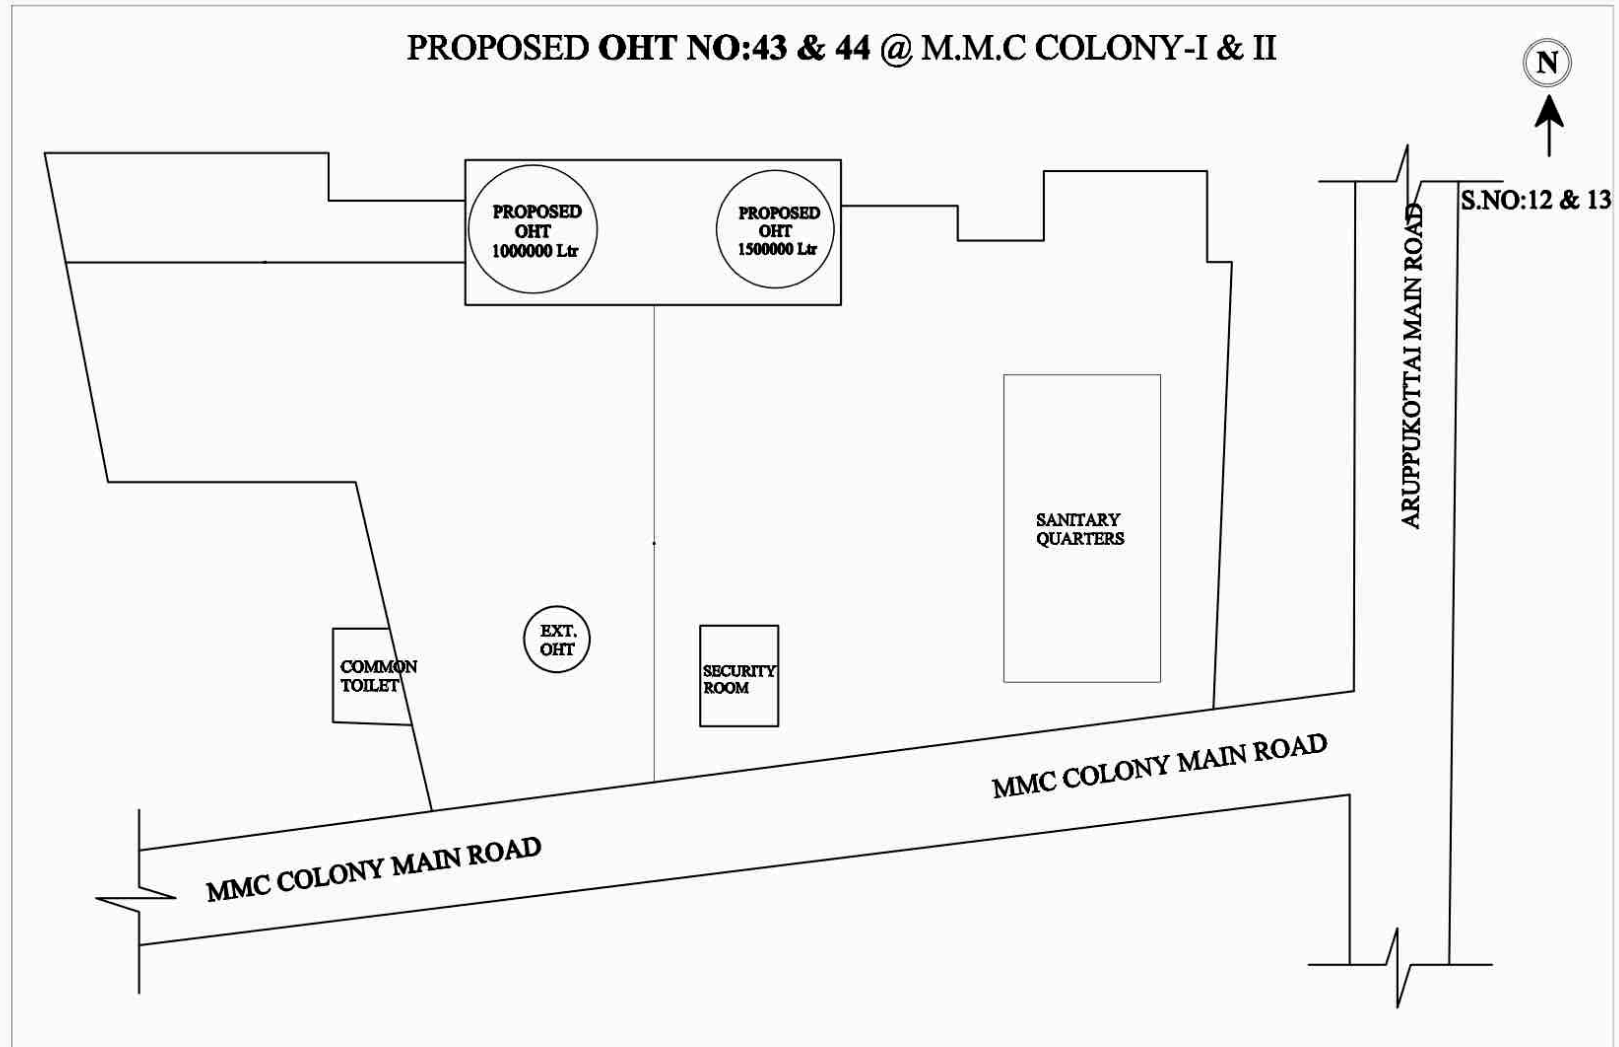 PROPOSED OHT NO:43 & 44 @ M.M.C COLONY-I & II
N
S.NO:12 & 13
PROPOSED
OHT
1000000 Ltr
PROPOSED
OHT
1500000 Ltr
ARUPPUKOTTAI MAIN ROAD
SANITARY
QUARTERS
EXT.
OHT
COMMON
TOILET
SECURITY
ROOM
MMC COLONY MAIN ROAD
MMC COLONY MAIN ROAD